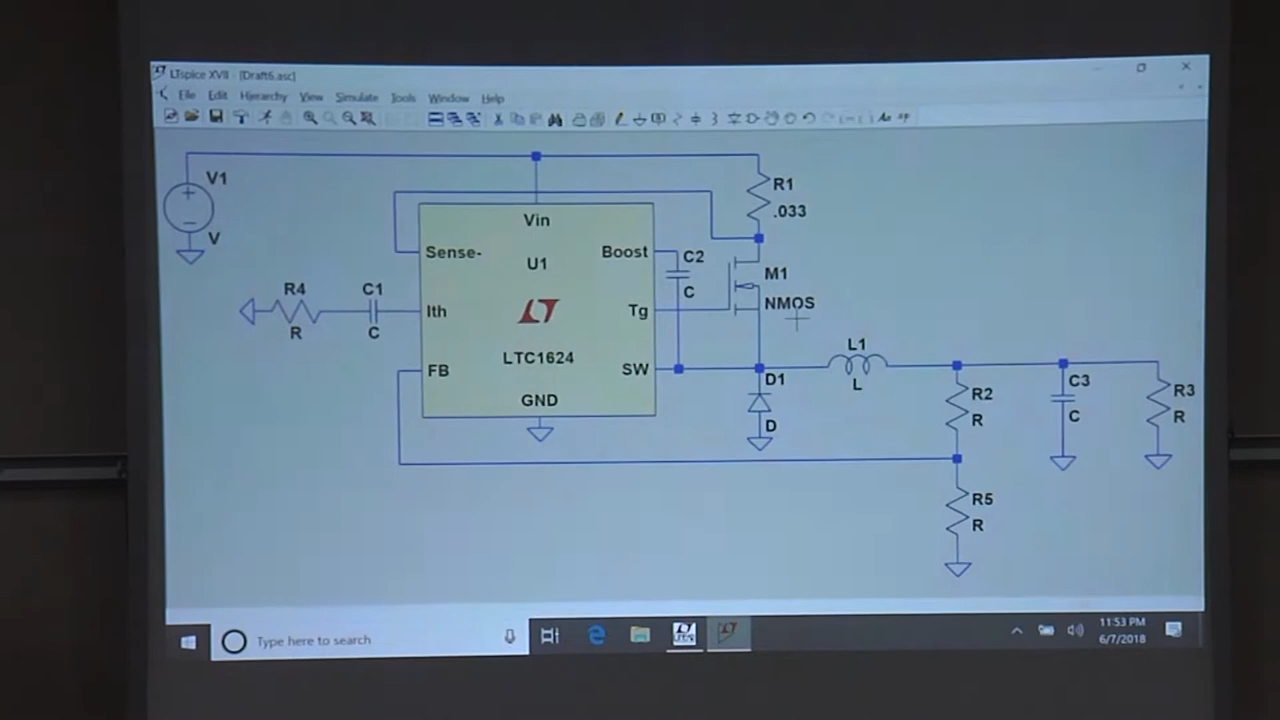 LTspice XVII - [Draft6.asc]
File Edit Hierarchy View Simulate Tools Window Help
V1
V
R1
.033
Vin
Sense-
U1
Boost
C2
C
M1
NMOS
R4
R
C1
C
Ith
Tg
LTC1624
FB
SW
GND
L1
L
D1
D
R2
R
C3
C
R3
R
R5
R
Type here to search
11:53 PM
6/7/2018